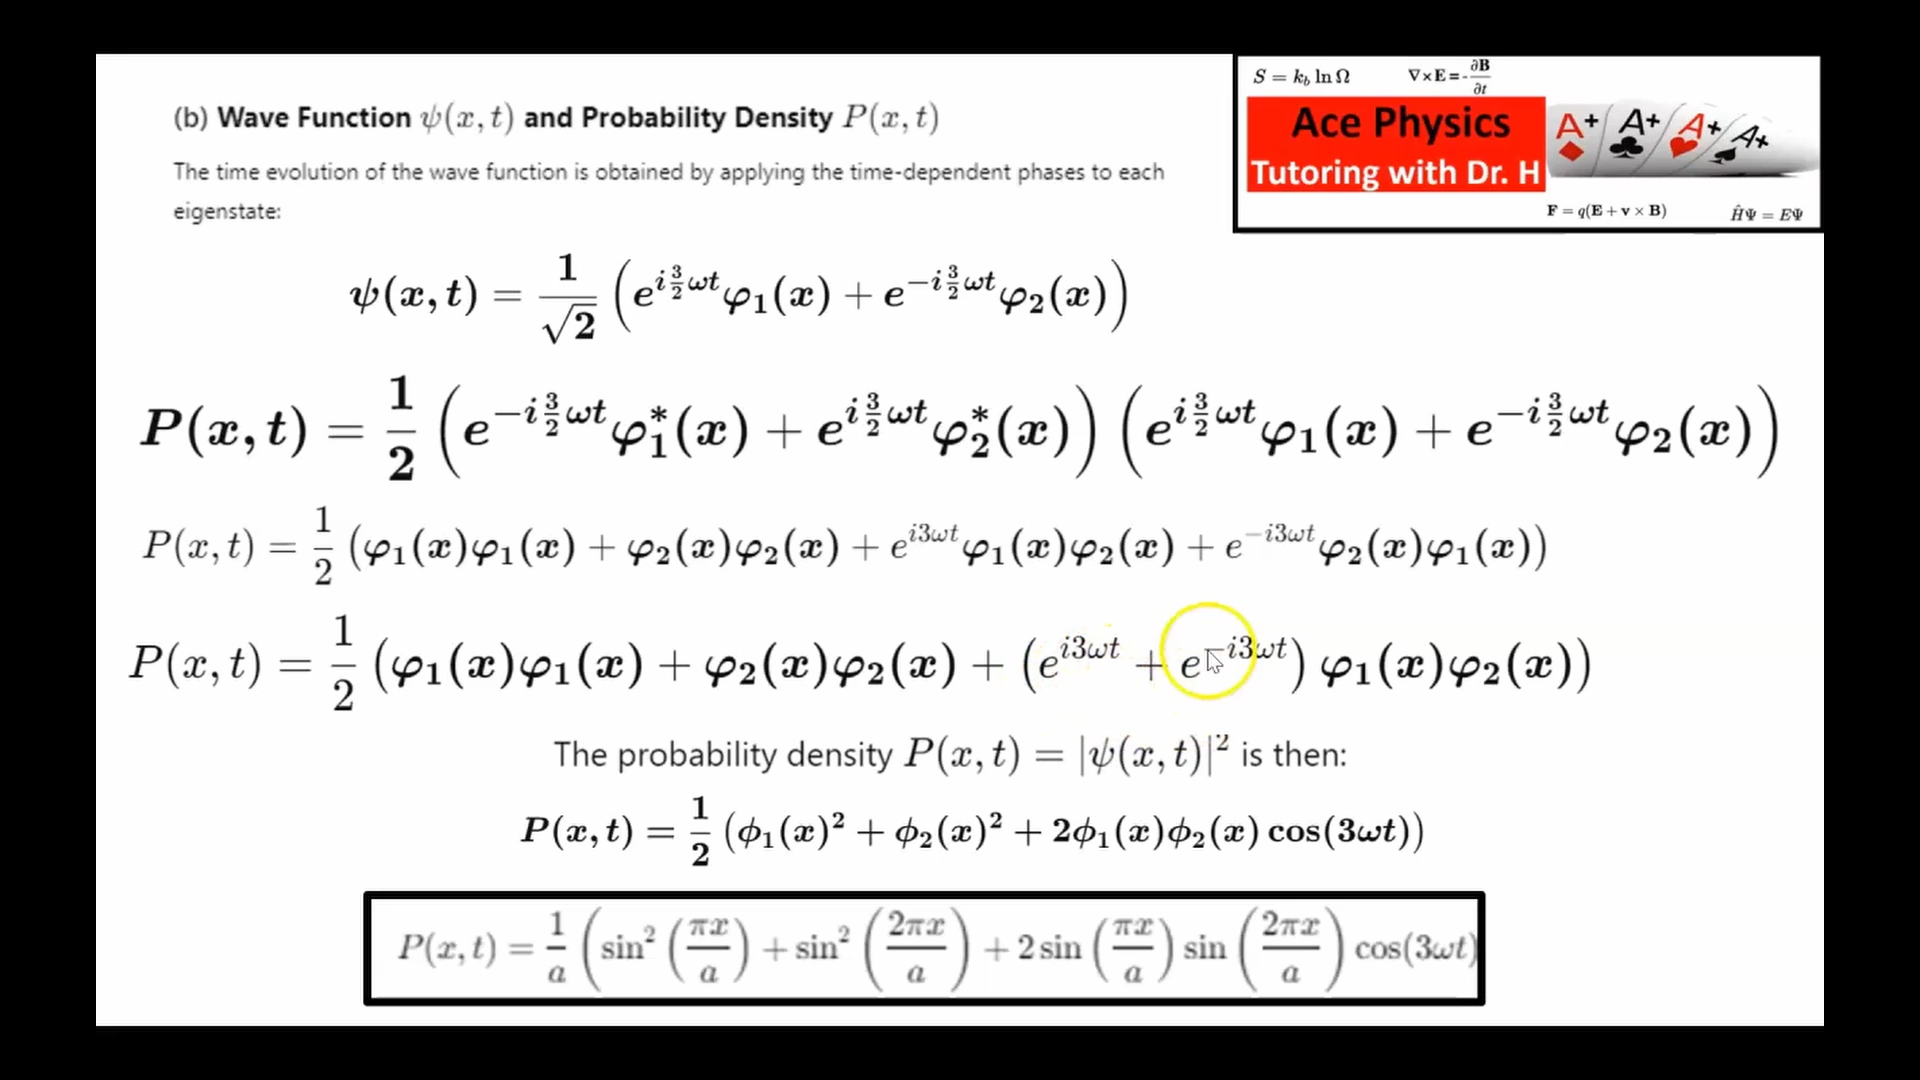 (b) Wave Function ψ(x, t) and Probability Density P(x, t)
The time evolution of the wave function is obtained by applying the time-dependent phases to each
eigenstate:
S = k_b ln Ω
∇×E = -∂B/∂t
Ace Physics
Tutoring with Dr. H
A+ A+ A+ A+
F = q(E + v × B)
ĤΨ = EΨ
ψ(x, t) = 1/√2 (e^{i 3/2 ωt} φ₁(x) + e^{-i 3/2 ωt} φ₂(x))
P(x, t) = 1/2 (e^{-i 3/2 ωt} φ₁*(x) + e^{i 3/2 ωt} φ₂*(x)) (e^{i 3/2 ωt} φ₁(x) + e^{-i 3/2 ωt} φ₂(x))
P(x, t) = 1/2 (φ₁(x)φ₁(x) + φ₂(x)φ₂(x) + e^{i3ωt} φ₁(x)φ₂(x) + e^{-i3ωt} φ₂(x)φ₁(x))
P(x, t) = 1/2 (φ₁(x)φ₁(x) + φ₂(x)φ₂(x) + (e^{i3ωt} + e^{-i3ωt}) φ₁(x)φ₂(x))
The probability density P(x, t) = |ψ(x, t)|² is then:
P(x, t) = 1/2 (ϕ₁(x)² + ϕ₂(x)² + 2ϕ₁(x)ϕ₂(x) cos(3ωt))
P(x, t) = 1/a (sin² (πx/a) + sin² (2πx/a) + 2 sin (πx/a) sin (2πx/a) cos(3ωt)